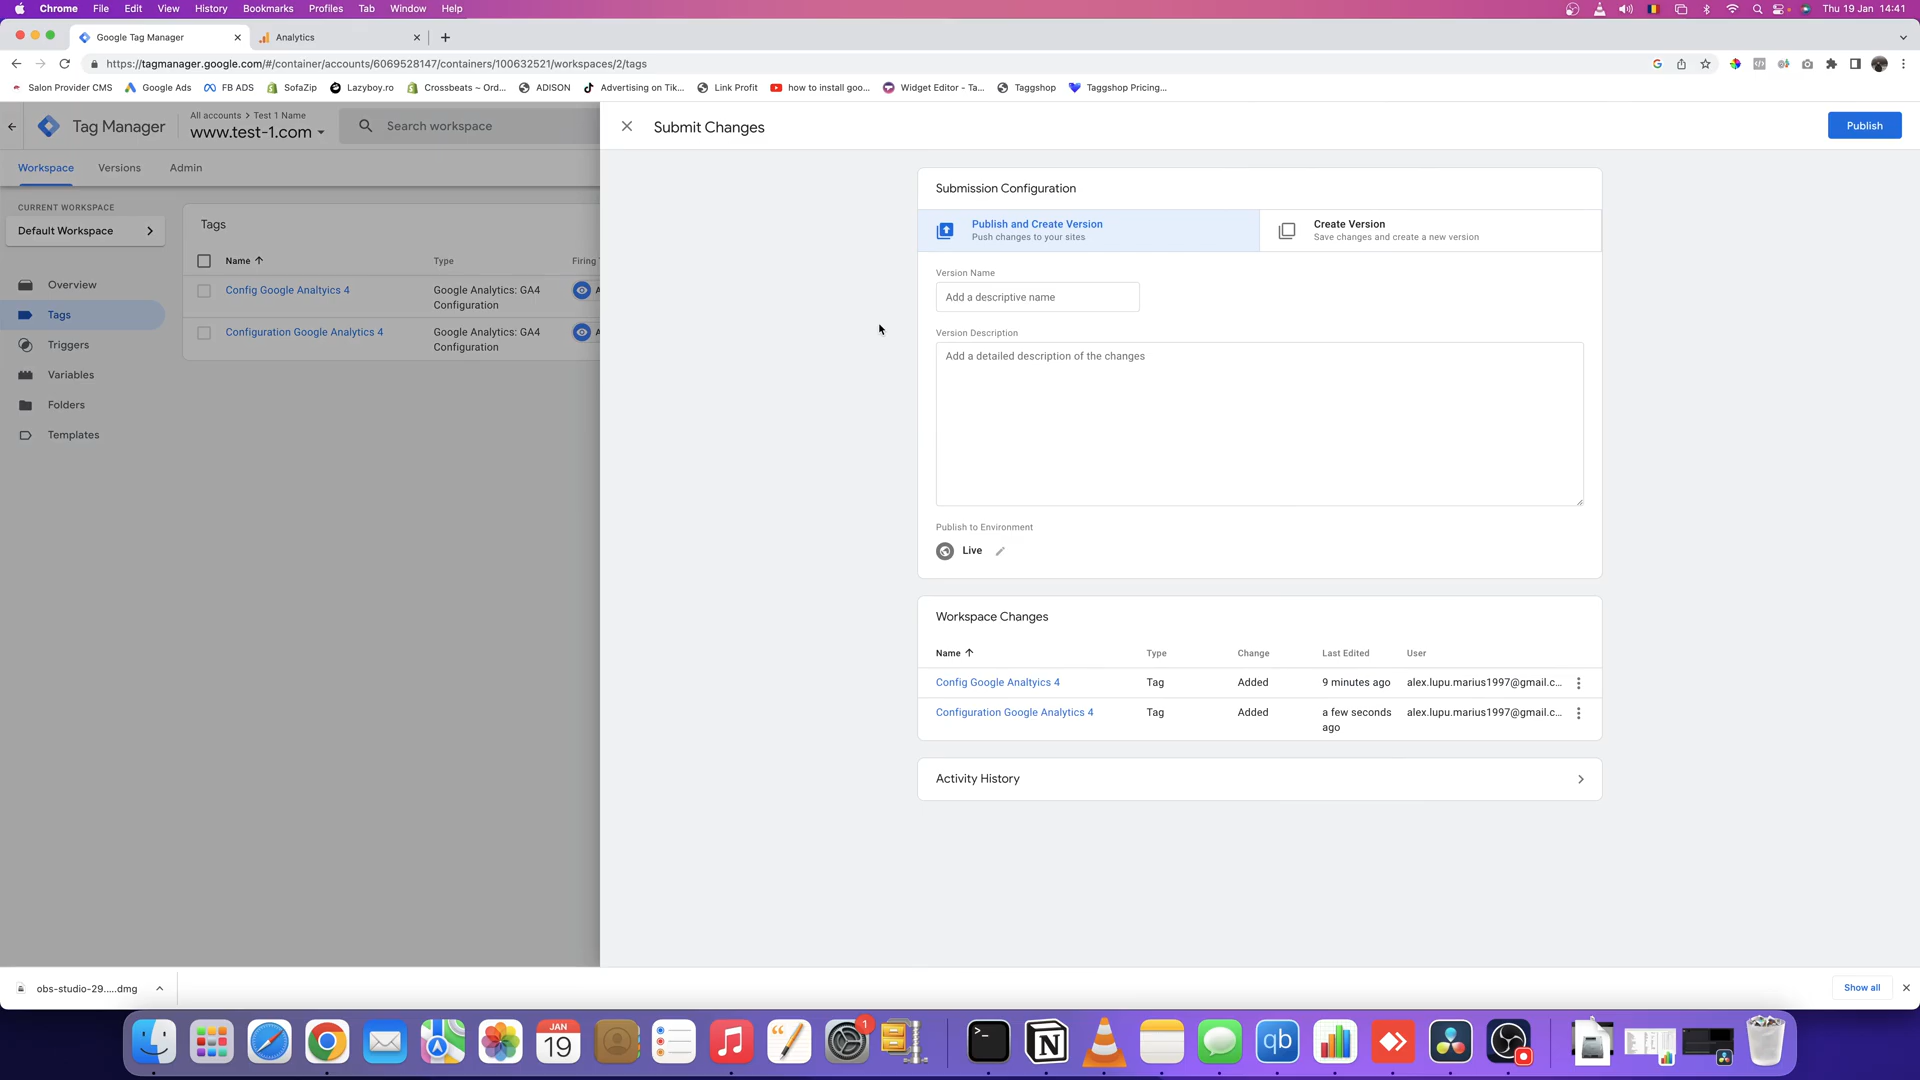 Chrome File Edit View History Bookmarks Profiles Tab Window Help Thu 19 Jan 14:41
Google Tag Manager Analytics
https://tagmanager.google.com/#/container/accounts/6069528147/containers/100632521/workspaces/2/tags
Salon Provider CMS Google Ads FB ADS SofaZip Lazyboy.ro Crossbeats ~ Ord... ADISON Advertising on Tik... Link Profit how to install goo... Widget Editor - Ta... Taggshop Taggshop Pricing...
Tag Manager
All accounts > Test 1 Name
www.test-1.com
Search workspace
Workspace Versions Admin
CURRENT WORKSPACE
Default Workspace
Overview
Tags
Triggers
Variables
Folders
Templates
Tags
Name Type Firing
Config Google Analtyics 4 Google Analytics: GA4 Configuration
Configuration Google Analytics 4 Google Analytics: GA4 Configuration
Submit Changes
Publish
Submission Configuration
Publish and Create Version
Push changes to your sites
Create Version
Save changes and create a new version
Version Name
Add a descriptive name
Version Description
Add a detailed description of the changes
Publish to Environment
Live
Workspace Changes
Name Type Change Last Edited User
Config Google Analtyics 4 Tag Added 9 minutes ago alex.lupu.marius1997@gmail.c...
Configuration Google Analytics 4 Tag Added a few seconds ago alex.lupu.marius1997@gmail.c...
Activity History
obs-studio-29.....dmg
Show all
JAN
19
1
qb